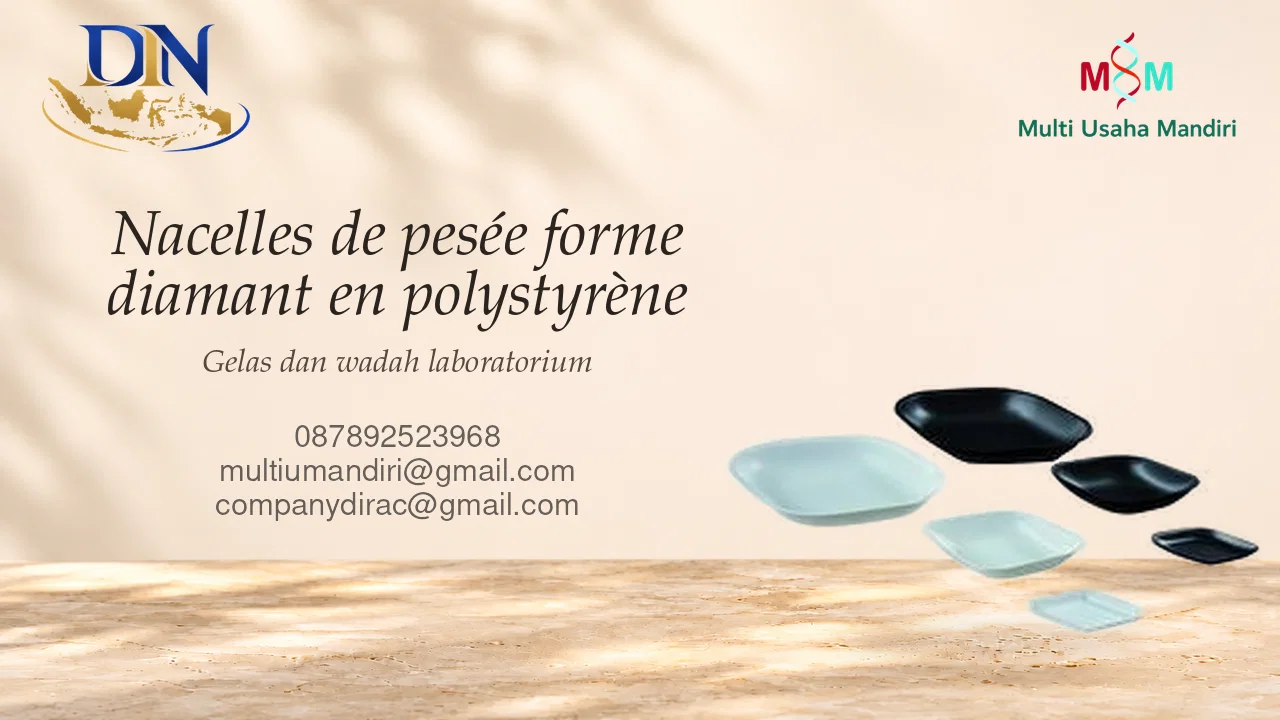 DIN
M M
Multi Usaha Mandiri
Nacelles de pesée forme
diamant en polystyrène
Gelas dan wadah laboratorium
087892523968
multiumandiri@gmail.com
companydirac@gmail.com